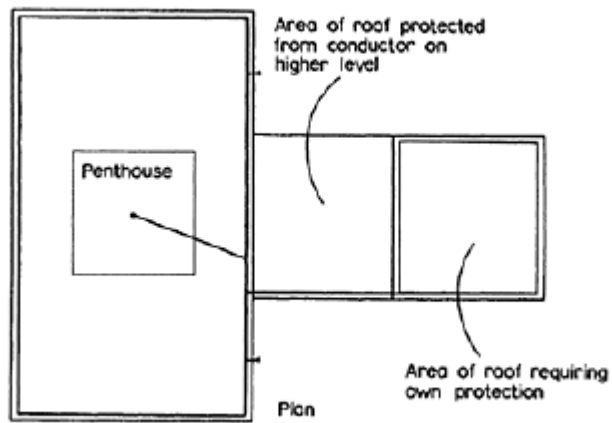 Area of roof protected
from conductor on
higher level
Penthouse
Area of roof requiring
own protection
Plan